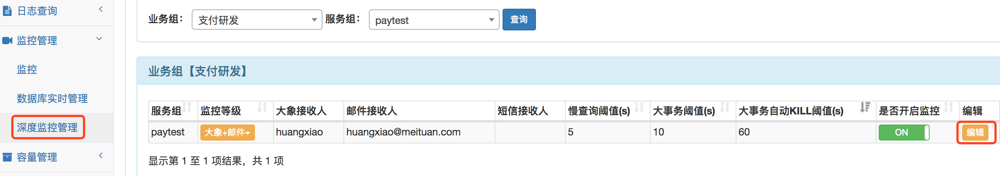 日志查询
监控管理
监控
数据库实时管理
深度监控管理
容量管理
业务组： 支付研发 服务组： paytest 查询
业务组【支付研发】
服务组 监控等级 大象接收人 邮件接收人 短信接收人 慢查询阈值(s) 大事务阈值(s) 大事务自动KILL阈值(s) 是否开启监控 编辑
paytest 大象+邮件 huangxiao huangxiao@meituan.com 5 10 60 ON 编辑
显示第 1 至 1 项结果，共 1 项